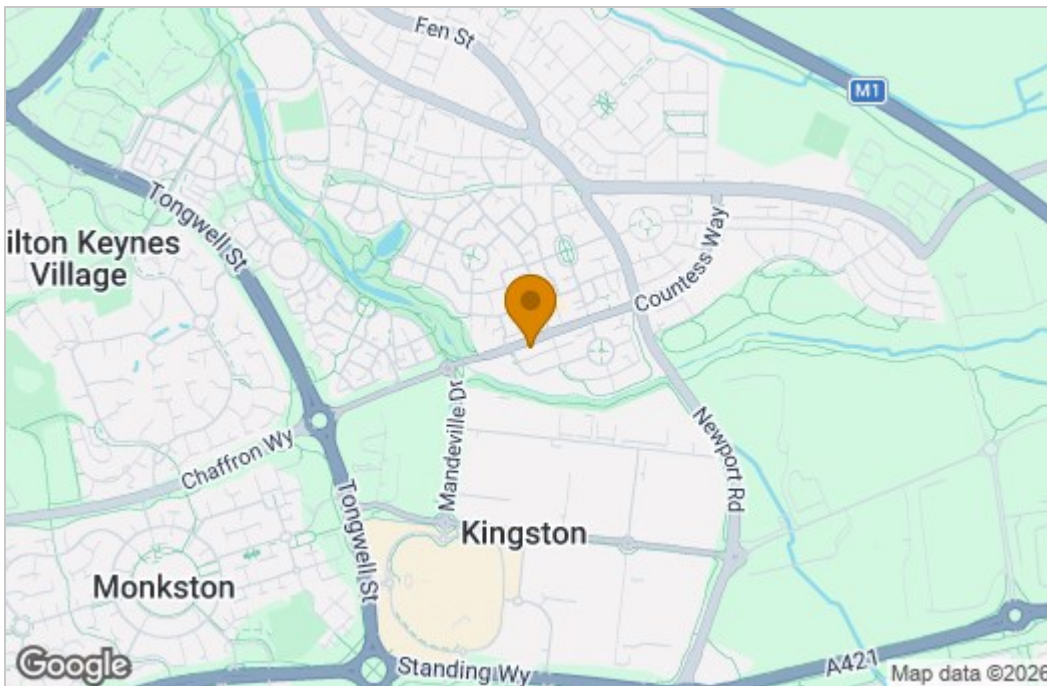 Fen St
M1
Tongwell St
ilton Keynes
Village
Countess Way
Mandeville Dr
Newport Rd
Chaffron Wy
Tongwell St
Kingston
Monkston
Standing Wy
A421
Google
Map data ©2026